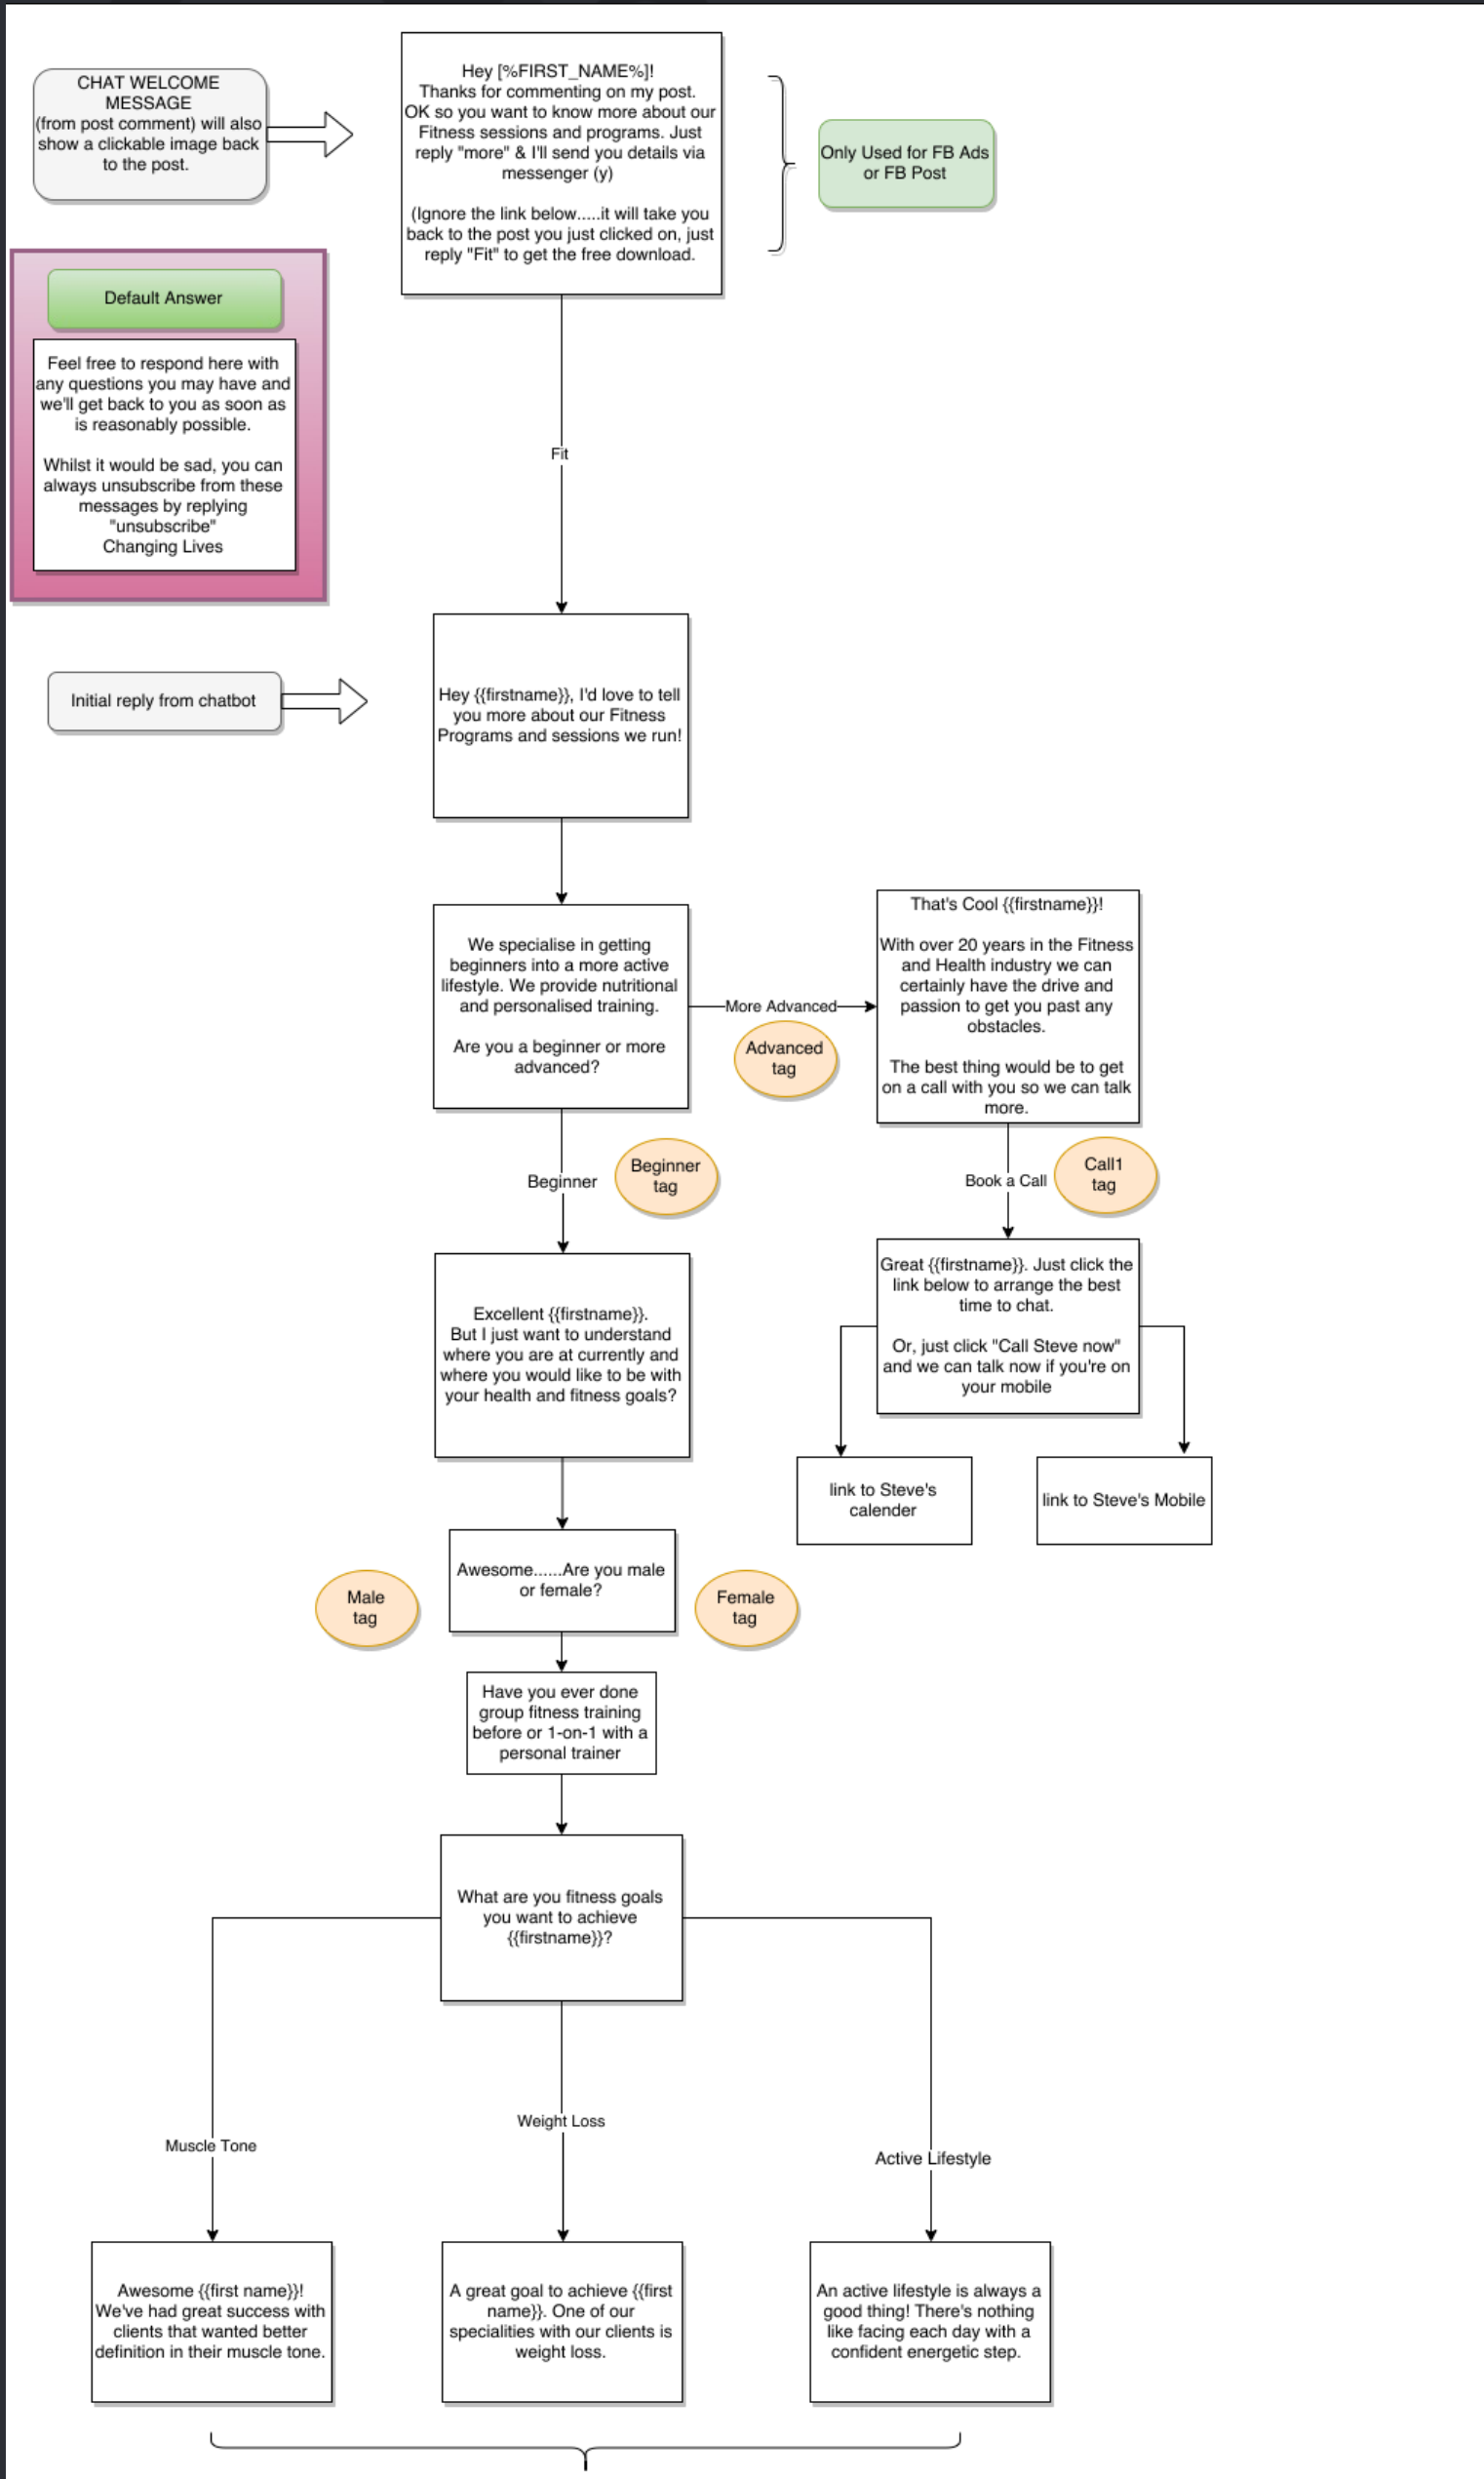 CHAT WELCOME
MESSAGE
(from post comment) will also
show a clickable image back
to the post.
Hey [%FIRST_NAME%]!
Thanks for commenting on my post.
OK so you want to know more about our
Fitness sessions and programs. Just
reply "more" & I'll send you details via
messenger (y)
(Ignore the link below.....it will take you
back to the post you just clicked on, just
reply "Fit" to get the free download.
Only Used for FB Ads
or FB Post
Default Answer
Feel free to respond here with
any questions you may have and
we'll get back to you as soon as
is reasonably possible.
Whilst it would be sad, you can
always unsubscribe from these
messages by replying
"unsubscribe"
Changing Lives
Fit
Initial reply from chatbot
Hey {{firstname}}, I'd love to tell
you more about our Fitness
Programs and sessions we run!
We specialise in getting
beginners into a more active
lifestyle. We provide nutritional
and personalised training.
Are you a beginner or more
advanced?
More Advanced
Advanced
tag
That's Cool {{firstname}}!
With over 20 years in the Fitness
and Health industry we can
certainly have the drive and
passion to get you past any
obstacles.
The best thing would be to get
on a call with you so we can talk
more.
Beginner
Beginner
tag
Book a Call
Call1
tag
Excellent {{firstname}}.
But I just want to understand
where you are at currently and
where you would like to be with
your health and fitness goals?
Great {{firstname}}. Just click the
link below to arrange the best
time to chat.
Or, just click "Call Steve now"
and we can talk now if you're on
your mobile
link to Steve's
calender
link to Steve's Mobile
Male
tag
Awesome......Are you male
or female?
Female
tag
Have you ever done
group fitness training
before or 1-on-1 with a
personal trainer
What are you fitness goals
you want to achieve
{{firstname}}?
Muscle Tone
Weight Loss
Active Lifestyle
Awesome {{first name}}!
We've had great success with
clients that wanted better
definition in their muscle tone.
A great goal to achieve {{first
name}}. One of our
specialities with our clients is
weight loss.
An active lifestyle is always a
good thing! There's nothing
like facing each day with a
confident energetic step.